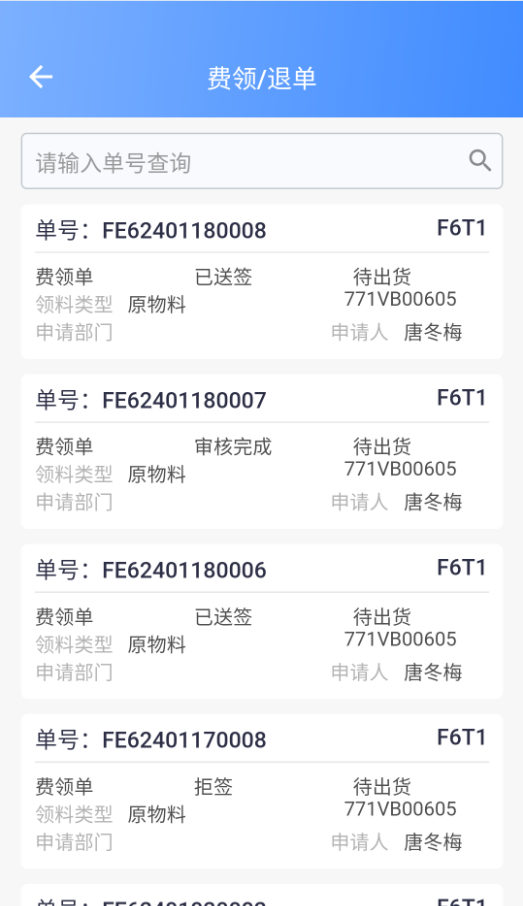 费领/退单
请输入单号查询
单号：FE62401180008 F6T1
费领单 已送签 待出货
领料类型 原物料 771VB00605
申请部门 申请人 唐冬梅
单号：FE62401180007 F6T1
费领单 审核完成 待出货
领料类型 原物料 771VB00605
申请部门 申请人 唐冬梅
单号：FE62401180006 F6T1
费领单 已送签 待出货
领料类型 原物料 771VB00605
申请部门 申请人 唐冬梅
单号：FE62401170008 F6T1
费领单 拒签 待出货
领料类型 原物料 771VB00605
申请部门 申请人 唐冬梅
单号： F6T1